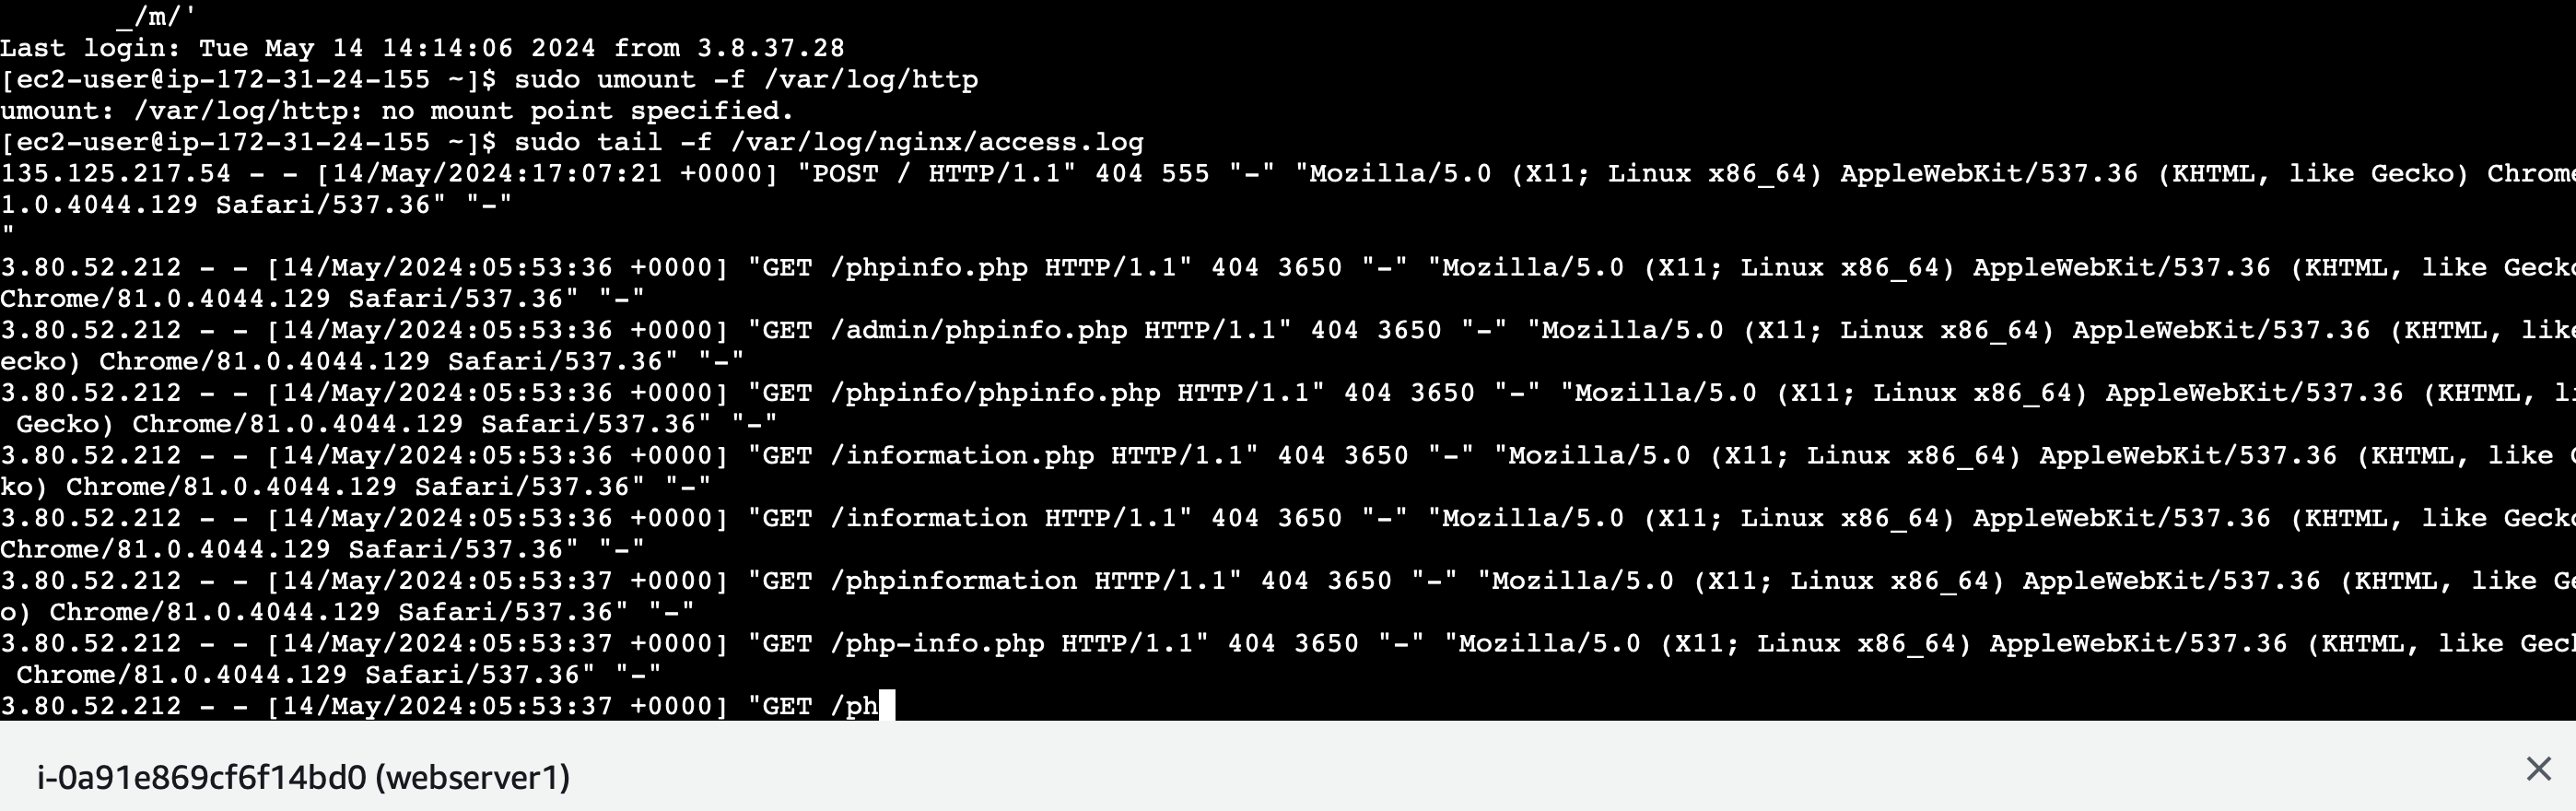 _/m/'
Last login: Tue May 14 14:14:06 2024 from 3.8.37.28
[ec2-user@ip-172-31-24-155 ~]$ sudo umount -f /var/log/http
umount: /var/log/http: no mount point specified.
[ec2-user@ip-172-31-24-155 ~]$ sudo tail -f /var/log/nginx/access.log
135.125.217.54 - - [14/May/2024:17:07:21 +0000] "POST / HTTP/1.1" 404 555 "-" "Mozilla/5.0 (X11; Linux x86_64) AppleWebKit/537.36 (KHTML, like Gecko) Chrome
1.0.4044.129 Safari/537.36" "-"
"
3.80.52.212 - - [14/May/2024:05:53:36 +0000] "GET /phpinfo.php HTTP/1.1" 404 3650 "-" "Mozilla/5.0 (X11; Linux x86_64) AppleWebKit/537.36 (KHTML, like Gecko
Chrome/81.0.4044.129 Safari/537.36" "-"
3.80.52.212 - - [14/May/2024:05:53:36 +0000] "GET /admin/phpinfo.php HTTP/1.1" 404 3650 "-" "Mozilla/5.0 (X11; Linux x86_64) AppleWebKit/537.36 (KHTML, like
ecko) Chrome/81.0.4044.129 Safari/537.36" "-"
3.80.52.212 - - [14/May/2024:05:53:36 +0000] "GET /phpinfo/phpinfo.php HTTP/1.1" 404 3650 "-" "Mozilla/5.0 (X11; Linux x86_64) AppleWebKit/537.36 (KHTML, li
Gecko) Chrome/81.0.4044.129 Safari/537.36" "-"
3.80.52.212 - - [14/May/2024:05:53:36 +0000] "GET /information.php HTTP/1.1" 404 3650 "-" "Mozilla/5.0 (X11; Linux x86_64) AppleWebKit/537.36 (KHTML, like G
ko) Chrome/81.0.4044.129 Safari/537.36" "-"
3.80.52.212 - - [14/May/2024:05:53:36 +0000] "GET /information HTTP/1.1" 404 3650 "-" "Mozilla/5.0 (X11; Linux x86_64) AppleWebKit/537.36 (KHTML, like Gecko
Chrome/81.0.4044.129 Safari/537.36" "-"
3.80.52.212 - - [14/May/2024:05:53:37 +0000] "GET /phpinformation HTTP/1.1" 404 3650 "-" "Mozilla/5.0 (X11; Linux x86_64) AppleWebKit/537.36 (KHTML, like Ge
o) Chrome/81.0.4044.129 Safari/537.36" "-"
3.80.52.212 - - [14/May/2024:05:53:37 +0000] "GET /php-info.php HTTP/1.1" 404 3650 "-" "Mozilla/5.0 (X11; Linux x86_64) AppleWebKit/537.36 (KHTML, like Geck
Chrome/81.0.4044.129 Safari/537.36" "-"
3.80.52.212 - - [14/May/2024:05:53:37 +0000] "GET /ph
i-0a91e869cf6f14bd0 (webserver1)